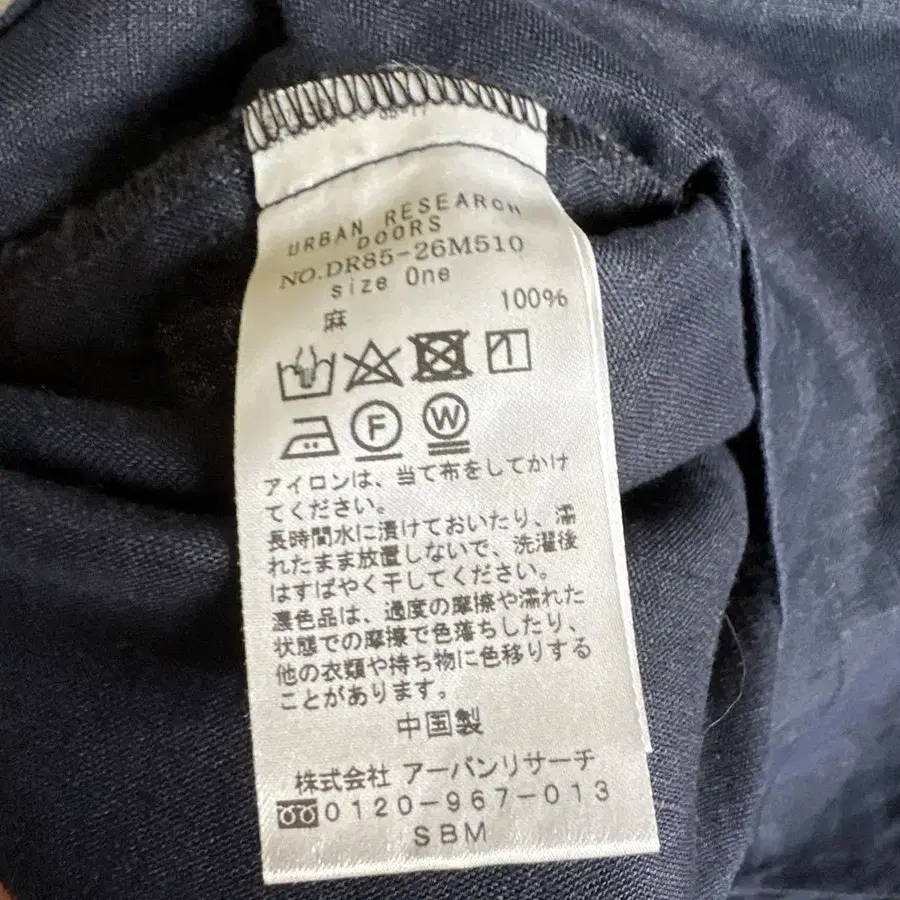 URBAN RESEARCH
DOORS
NO.DR85-26M510
size One
麻 100%
F W
アイロンは、当て布をしてかけ
てください。
長時間水に漬けておいたり、濡
れたまま放置しないで、洗濯後
はすばやく干してください。
濃色品は、過度の摩擦や濡れた
状態での摩擦で色落ちしたり、
他の衣類や持ち物に色移りする
ことがあります。
中国製
株式会社 アーバンリサーチ
0120-967-013
SBM